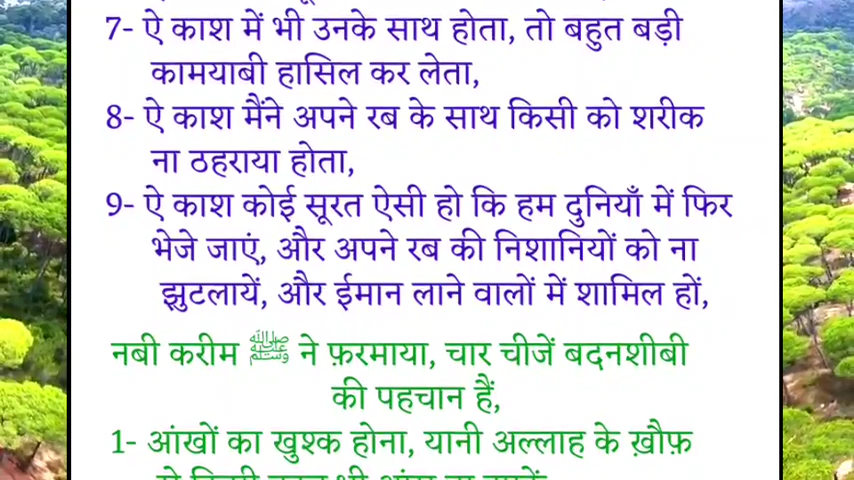 7- ऐ काश में भी उनके साथ होता, तो बहुत बड़ी
कामयाबी हासिल कर लेता,
8- ऐ काश मैंने अपने रब के साथ किसी को शरीक
ना ठहराया होता,
9- ऐ काश कोई सूरत ऐसी हो कि हम दुनियाँ में फिर
भेजे जाएं, और अपने रब की निशानियों को ना
झुटलायें, और ईमान लाने वालों में शामिल हों,
नबी करीम ﷺ ने फ़रमाया, चार चीजें बदनशीबी
की पहचान हैं,
1- आंखों का खुश्क होना, यानी अल्लाह के ख़ौफ़